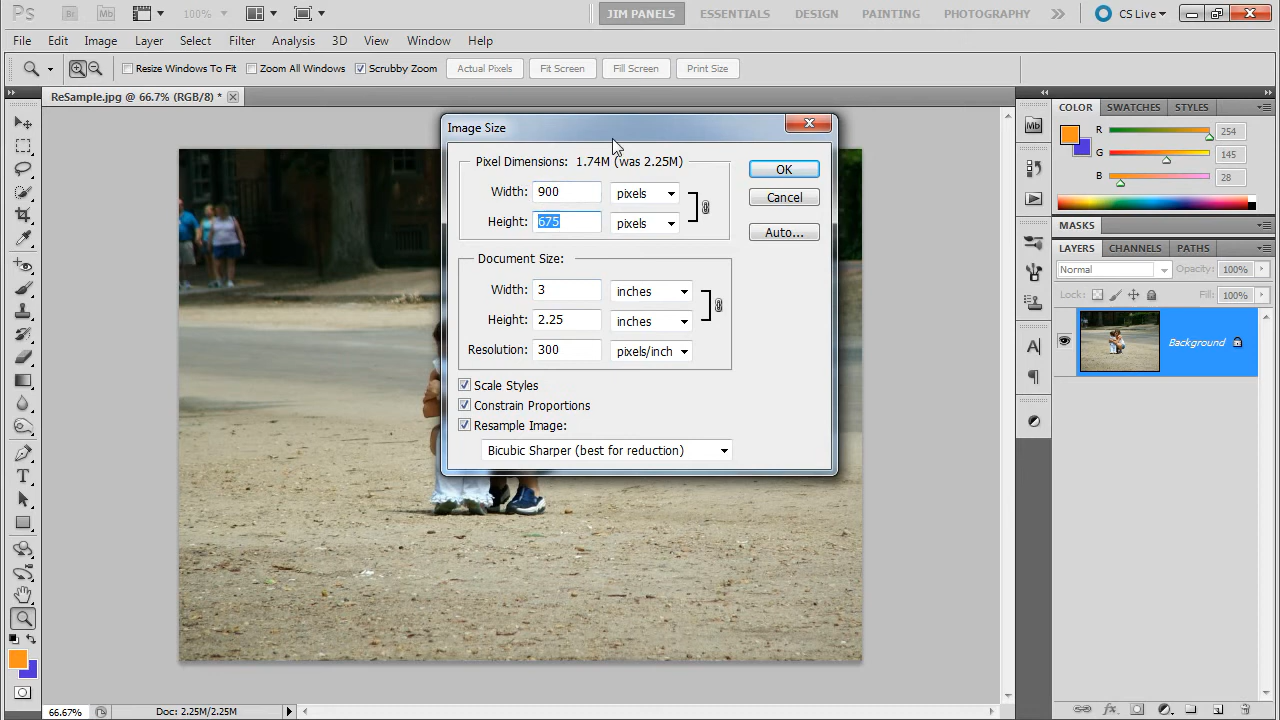 Ps Br Mb 100% JIM PANELS ESSENTIALS DESIGN PAINTING PHOTOGRAPHY CS Live
File Edit Image Layer Select Filter Analysis 3D View Window Help
Resize Windows To Fit Zoom All Windows Scrubby Zoom Actual Pixels Fit Screen Fill Screen Print Size
ReSample.jpg @ 66.7% (RGB/8) *
COLOR SWATCHES STYLES
Mb
R 254
G 145
B 28
MASKS
LAYERS CHANNELS PATHS
Normal Opacity: 100%
Lock: Fill: 100%
Background
Image Size
Pixel Dimensions: 1.74M (was 2.25M)
Width: 900 pixels
Height: 675 pixels
OK
Cancel
Auto...
Document Size:
Width: 3 inches
Height: 2.25 inches
Resolution: 300 pixels/inch
Scale Styles
Constrain Proportions
Resample Image:
Bicubic Sharper (best for reduction)
66.67% Doc: 2.25M/2.25M